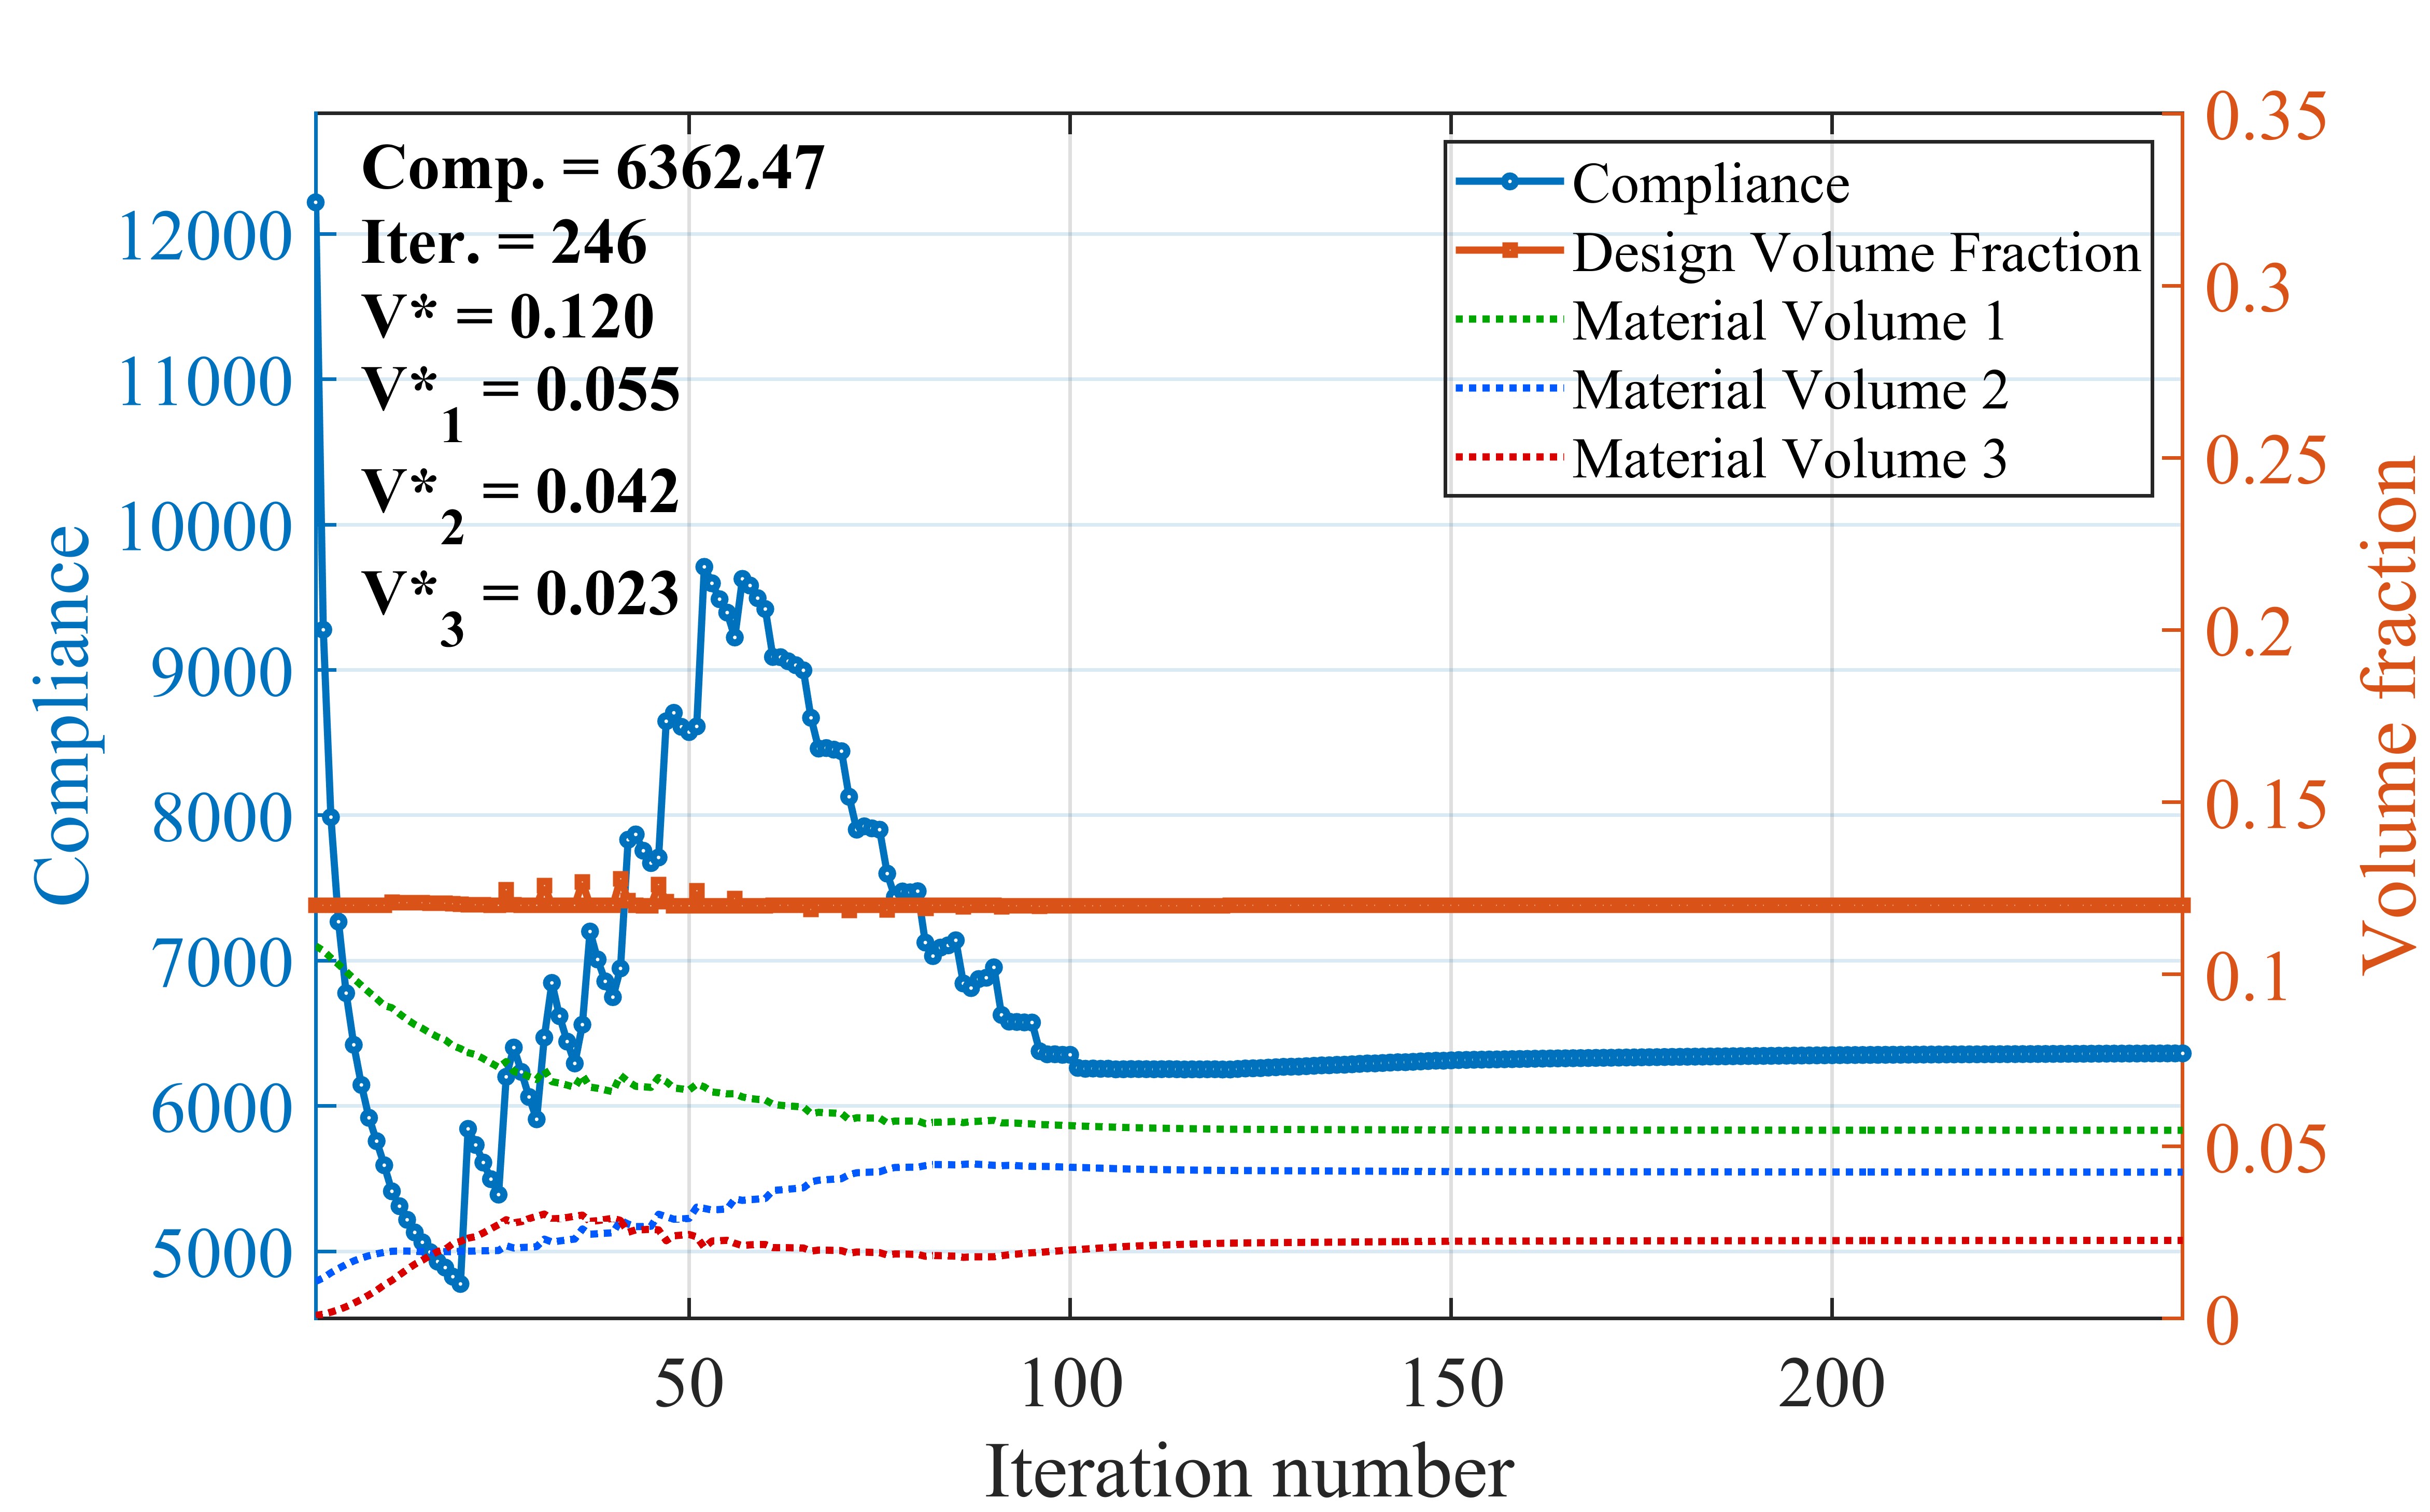 Comp. = 6362.47
Iter. = 246
V* = 0.120
V*1 = 0.055
V*2 = 0.042
V*3 = 0.023
Compliance
Design Volume Fraction
Material Volume 1
Material Volume 2
Material Volume 3
Compliance
12000
11000
10000
9000
8000
7000
6000
5000
0.35
0.3
0.25
0.2
0.15
0.1
0.05
0
Volume fraction
50 100 150 200
Iteration number